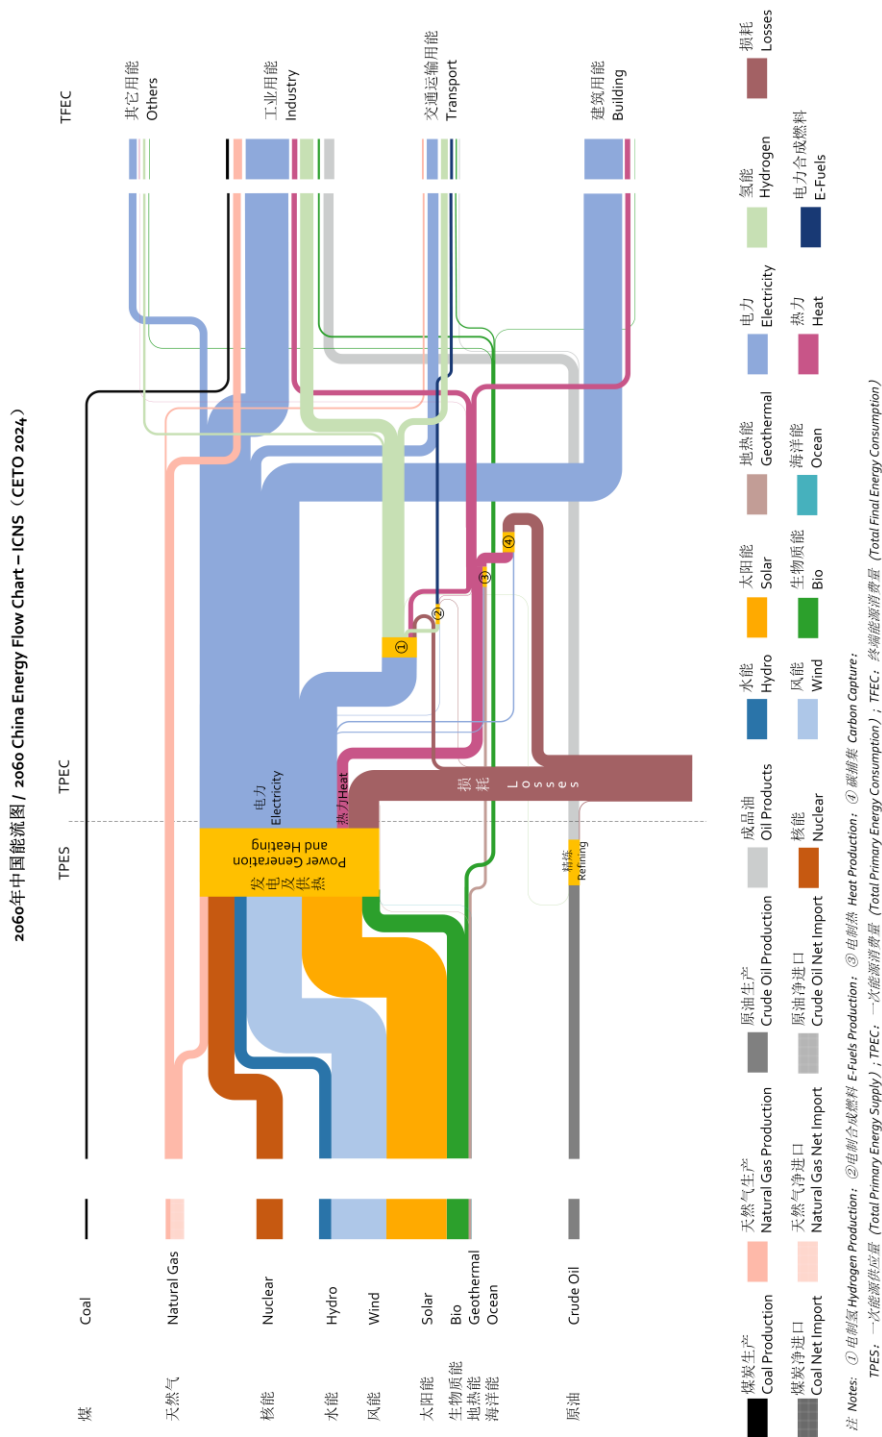 2060年中国能流图 / 2060 China Energy Flow Chart – ICNS（CETO 2024）
TPES
TPEC
TFEC
煤
Coal
天然气
Natural Gas
核能
Nuclear
水能
Hydro
风能
Wind
太阳能
Solar
生物质能
Bio
地热能
Geothermal
海洋能
Ocean
原油
Crude Oil
发电及供热
Power Generation
and Heating
精炼
Refining
电力
Electricity
热力Heat
损耗
Losses
①
②
③
④
其它用能
Others
工业用能
Industry
交通运输用能
Transport
建筑用能
Building
煤炭生产
Coal Production
天然气生产
Natural Gas Production
原油生产
Crude Oil Production
成品油
Oil Products
水能
Hydro
太阳能
Solar
地热能
Geothermal
电力
Electricity
氢能
Hydrogen
损耗
Losses
煤炭净进口
Coal Net Import
天然气净进口
Natural Gas Net Import
原油净进口
Crude Oil Net Import
核能
Nuclear
风能
Wind
生物质能
Bio
海洋能
Ocean
热力
Heat
电力合成燃料
E-Fuels
注 Notes: ①电制氢 Hydrogen Production; ②电制合成燃料 E-Fuels Production; ③电制热 Heat Production; ④碳捕集 Carbon Capture;
TPES: 一次能源供应量 (Total Primary Energy Supply) ; TPEC: 一次能源消费量 (Total Primary Energy Consumption) ; TFEC: 终端能源消费量 (Total Final Energy Consumption)